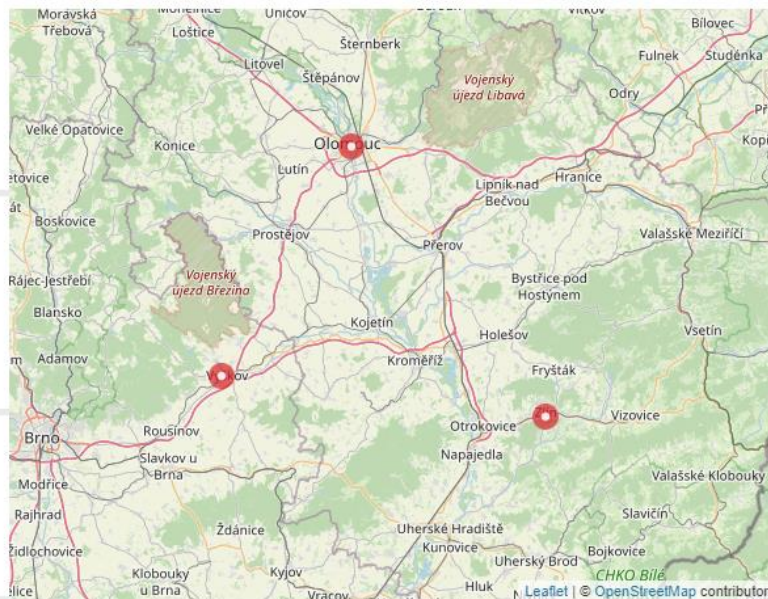 Moravská
Třebová
Loštice
Uničov
Šternberk
Bílovec
Fulnek
Studénka
Litovel
Štěpánov
Vojenský
újezd Libavá
Odry
Velké Opatovice
Konice
Olomouc
Lutín
Lipník nad
Bečvou
Hranice
Boskovice
Prostějov
Přerov
Valašské Meziříčí
Rájec-Jestřebí
Vojenský
újezd Březina
Bystřice pod
Hostýnem
Blansko
Kojetín
Holešov
Vsetín
Adamov
Kroměříž
Fryšták
Brno
Rousínov
Otrokovice
Vizovice
Slavkov u
Brna
Napajedla
Modřice
Valašské Klobouky
Rajhrad
Ždánice
Uherské Hradiště
Slavičín
Židlochovice
Kunovice
Klobouky
u Brna
Kyjov
Uherský Brod
Bojkovice
Hluk
CHKO Bílé
Vracov
Leaflet | © OpenStreetMap contributor